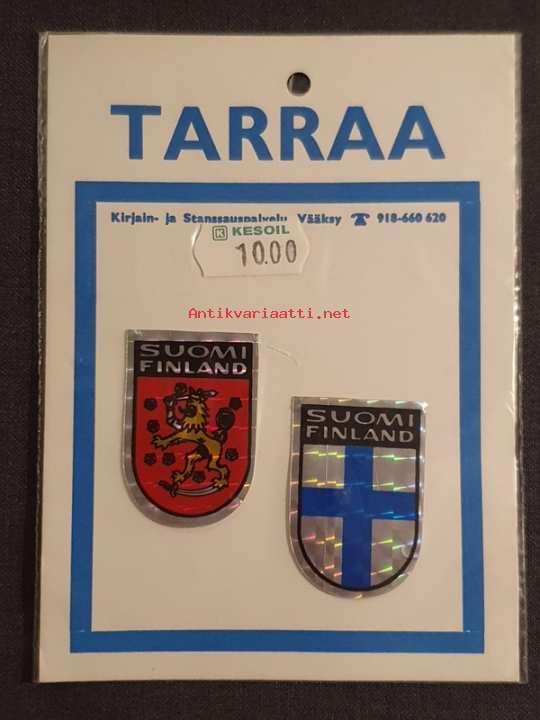 TARRAA
Kirjain- ja Stanssauspalvelu Vääksy ☎ 918-660 620
K KESOIL
10.00
Antikvariaatti.net
SUOMI
FINLAND
SUOMI
FINLAND